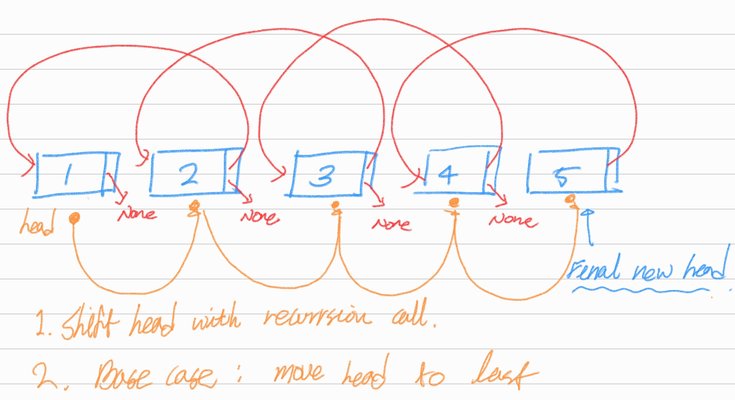 1 2 3 4 5
None None None None
head
Final new head.
1. Shift head with recurrsion call.
2. Base case : move head to last